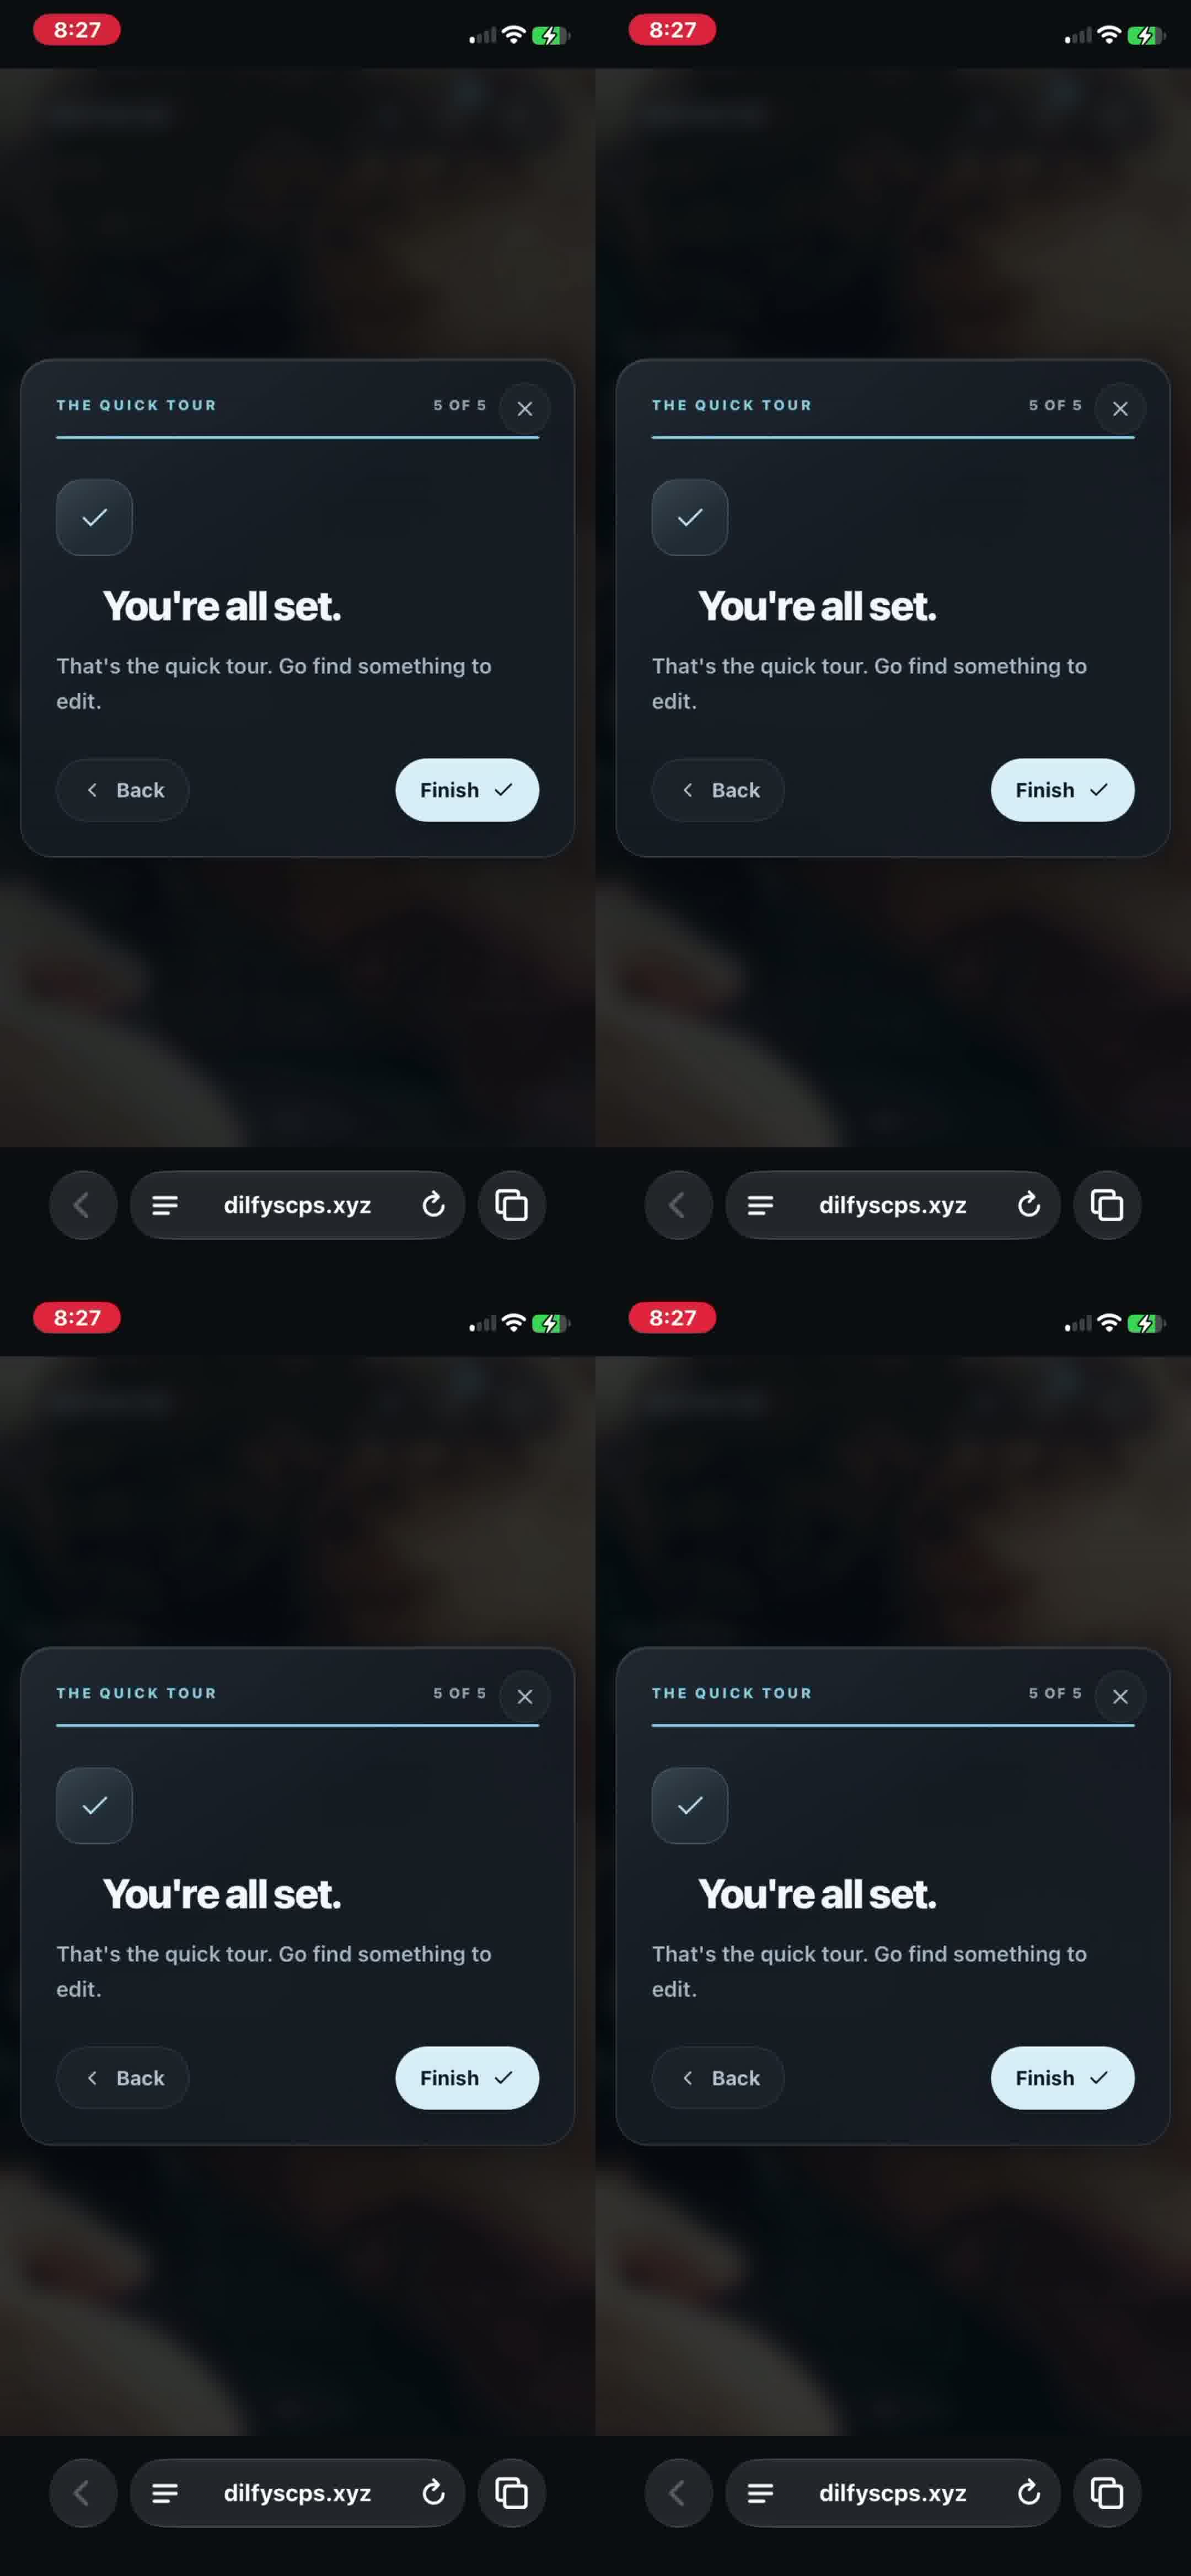 8:27
8:27
THE QUICK TOUR
5 OF 5
THE QUICK TOUR
5 OF 5
You're all set.
You're all set.
That's the quick tour. Go find something to
edit.
That's the quick tour. Go find something to
edit.
Back
Finish
Back
Finish
dilfyscps.xyz
dilfyscps.xyz
8:27
8:27
THE QUICK TOUR
5 OF 5
THE QUICK TOUR
5 OF 5
You're all set.
You're all set.
That's the quick tour. Go find something to
edit.
That's the quick tour. Go find something to
edit.
Back
Finish
Back
Finish
dilfyscps.xyz
dilfyscps.xyz